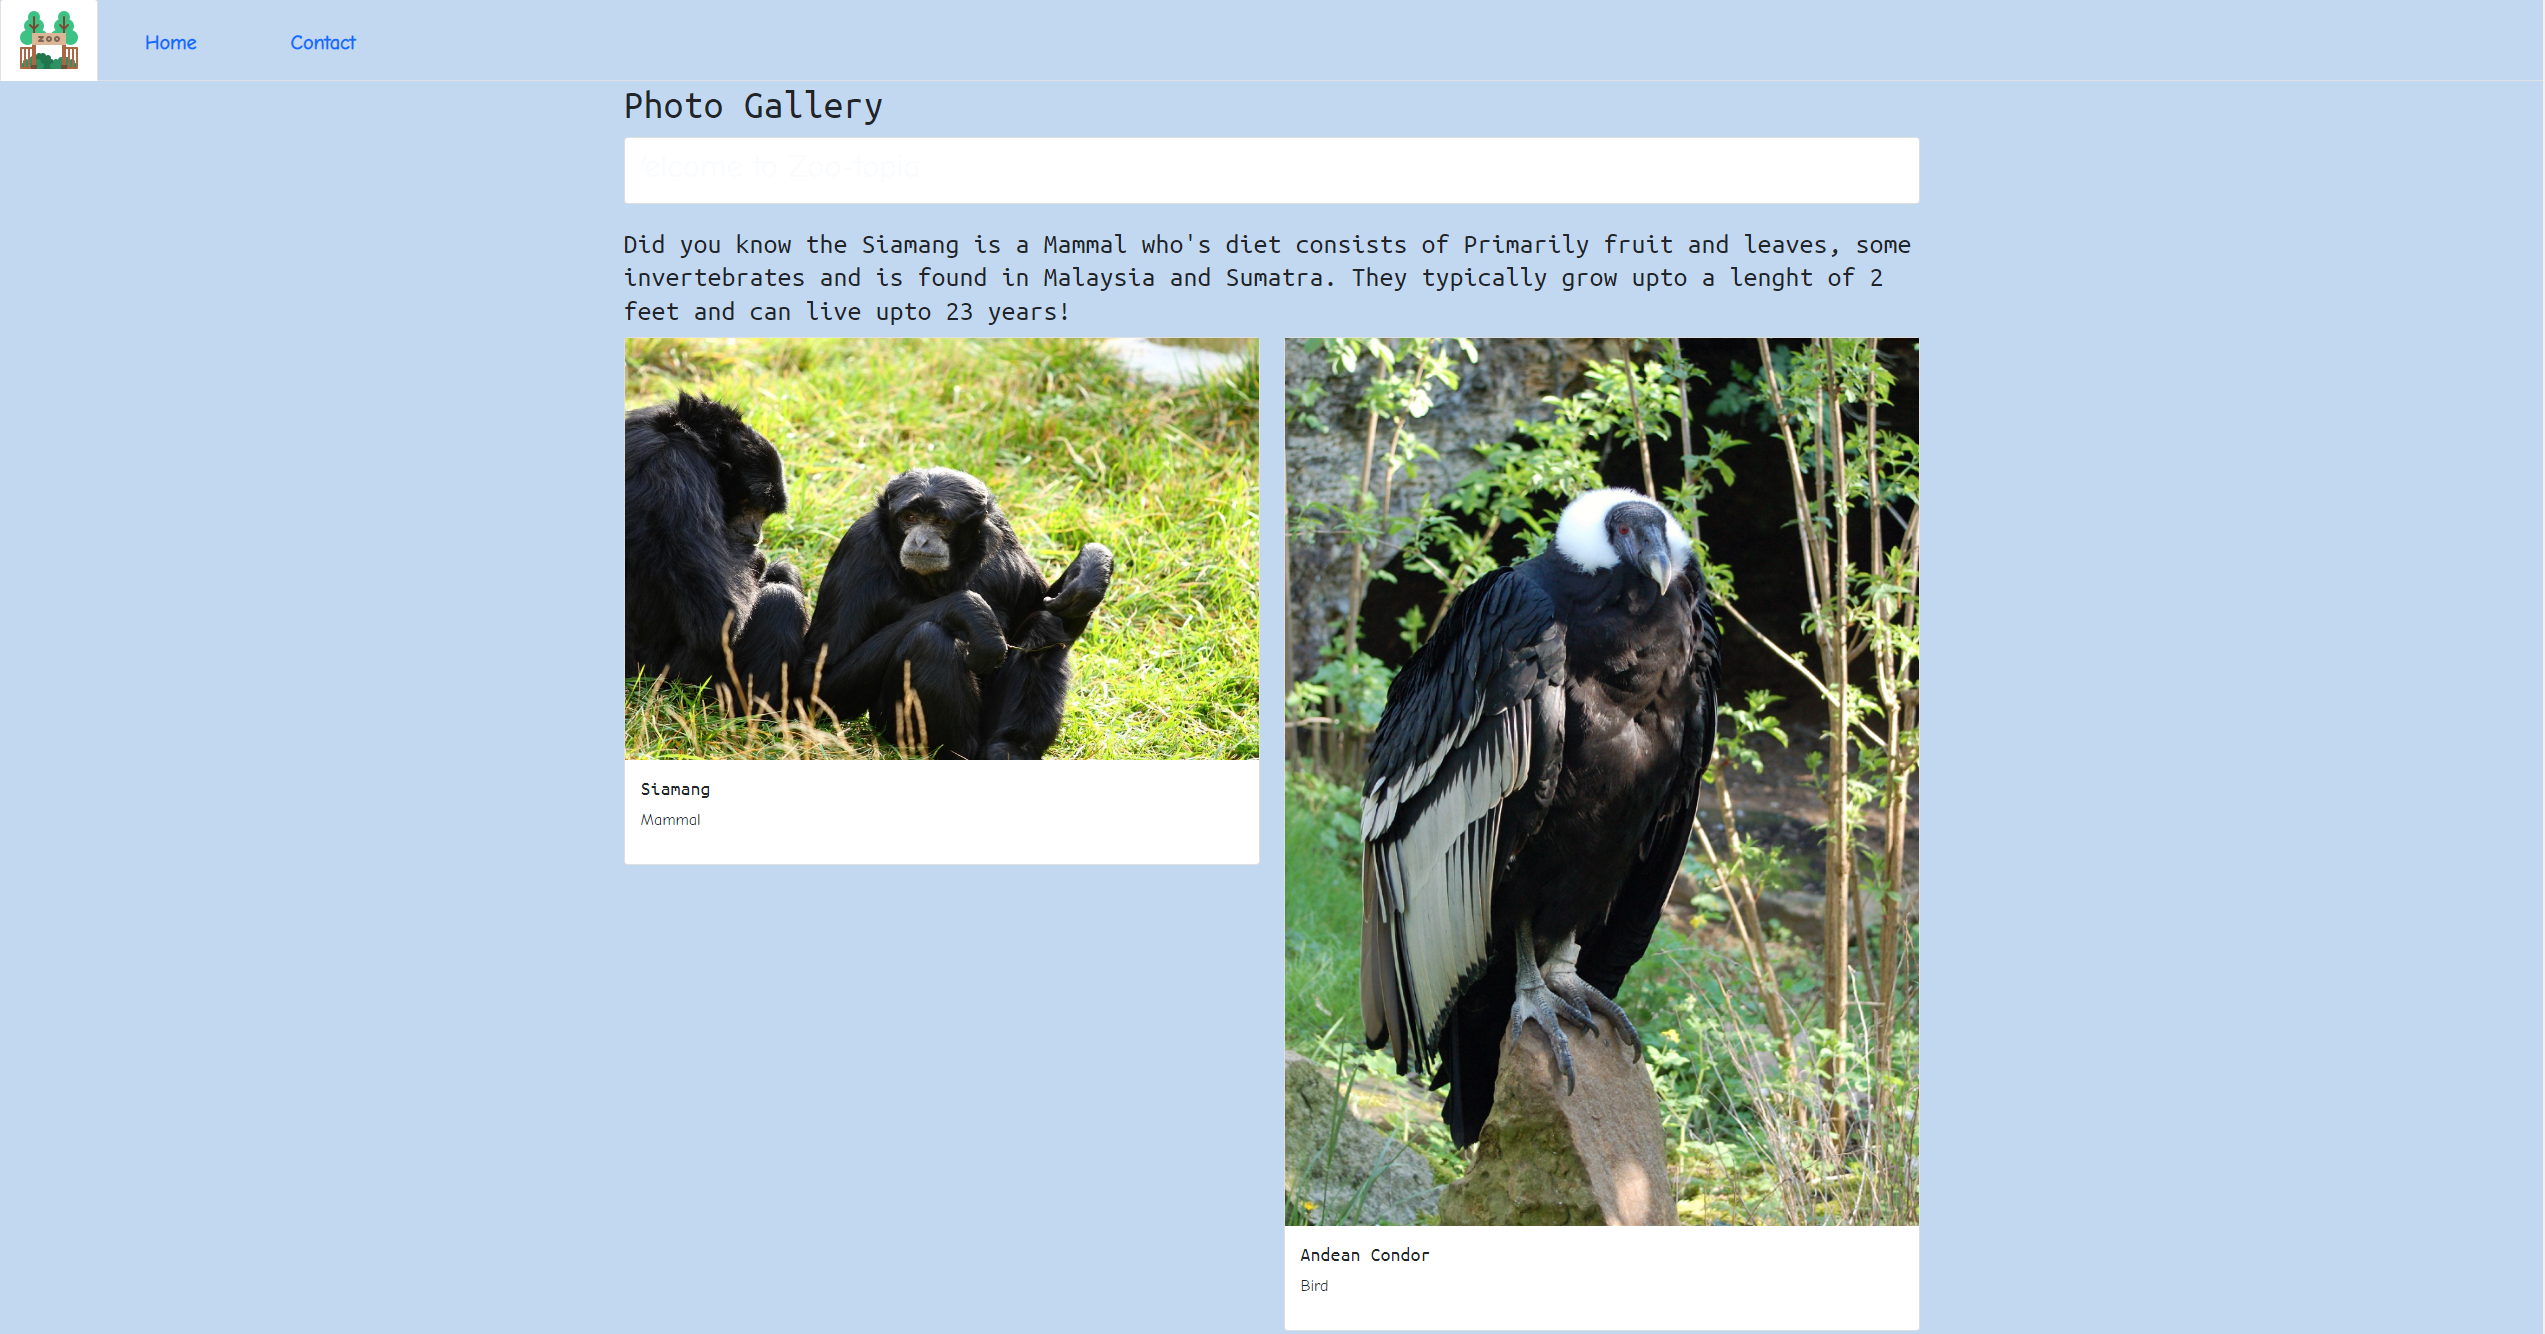 ZOO
Home
Contact
Photo Gallery
elcome to Zoo-topia
Did you know the Siamang is a Mammal who's diet consists of Primarily fruit and leaves, some
invertebrates and is found in Malaysia and Sumatra. They typically grow upto a lenght of 2
feet and can live upto 23 years!
Siamang
Mammal
Andean Condor
Bird